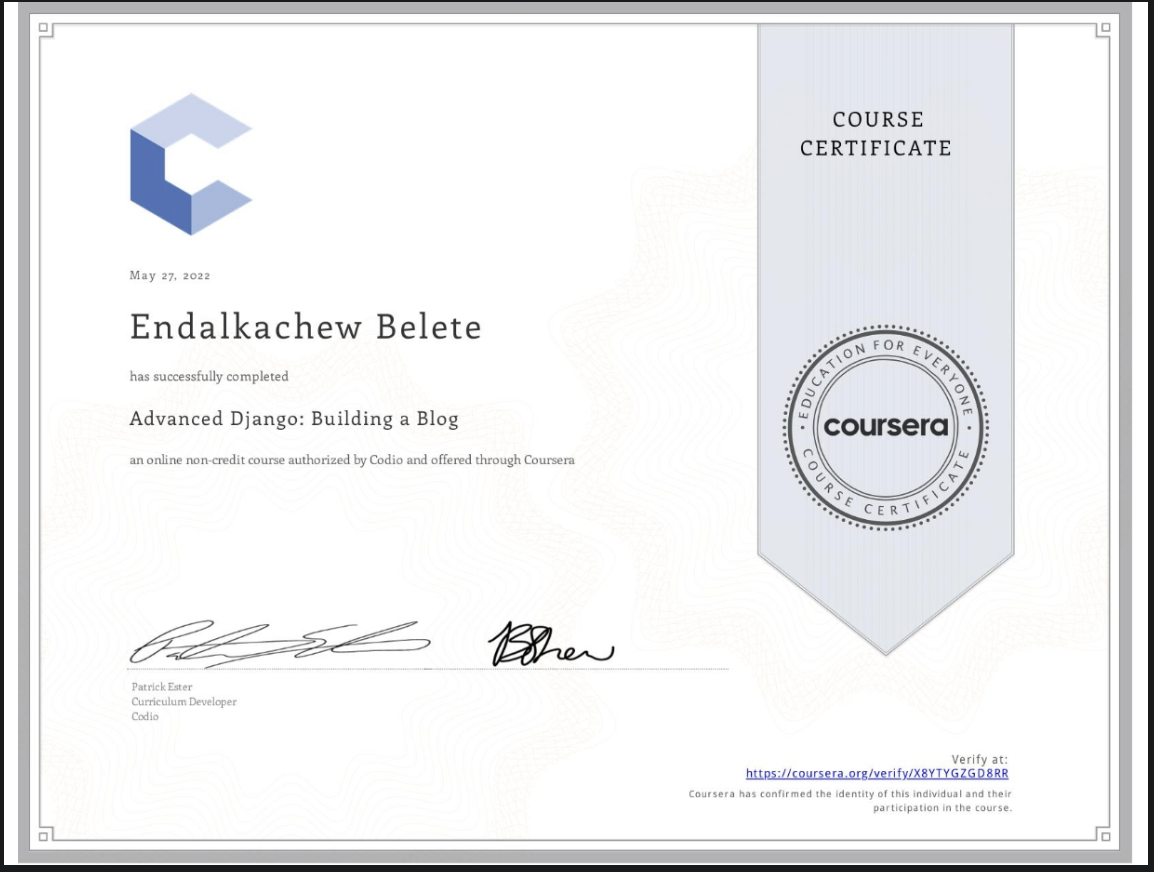 COURSE
CERTIFICATE
May 27, 2022
Endalkachew Belete
has successfully completed
Advanced Django: Building a Blog
an online non-credit course authorized by Codio and offered through Coursera
EDUCATION FOR EVERYONE
coursera
COURSE CERTIFICATE
Patrick Ester
Curriculum Developer
Codio
Verify at:
https://coursera.org/verify/X8YTYGZGD8RR
Coursera has confirmed the identity of this individual and their
participation in the course.